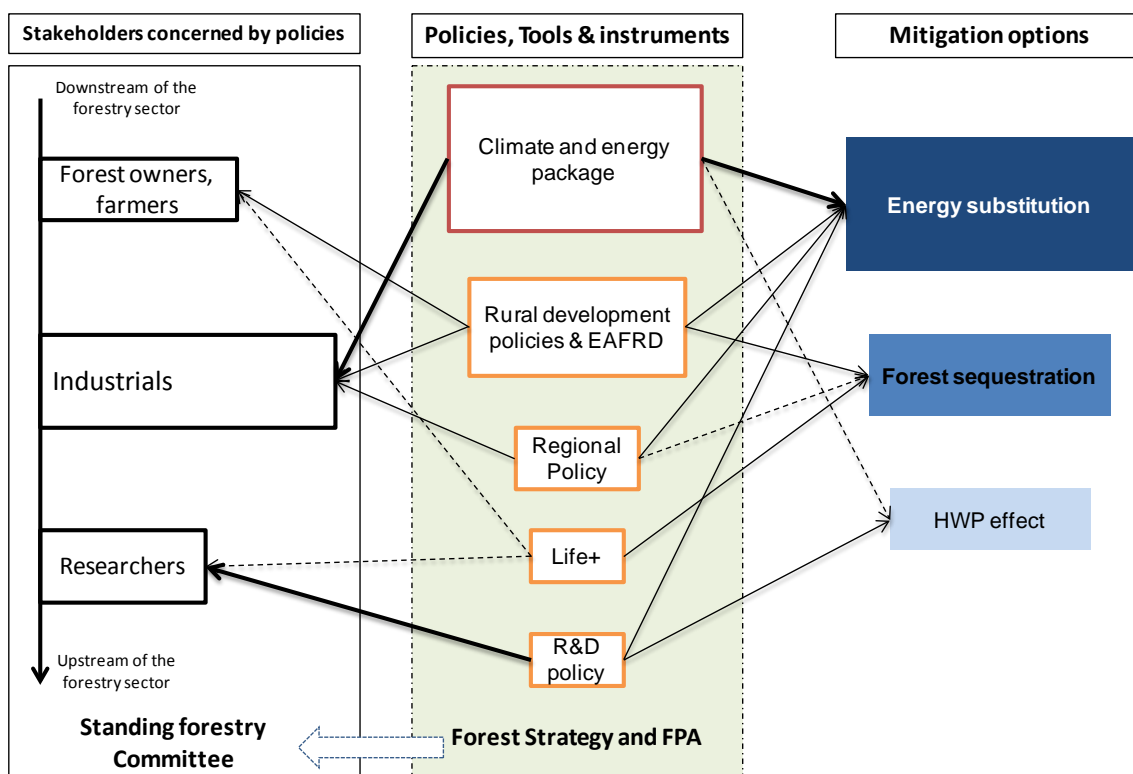 Stakeholders concerned by policies
Policies, Tools & instruments
Mitigation options
Downstream of the
forestry sector
Forest owners,
farmers
Industrials
Researchers
Upstream of the
forestry sector
Standing forestry
Committee
Climate and energy
package
Rural development
policies & EAFRD
Regional
Policy
Life+
R&D
policy
Forest Strategy and FPA
Energy substitution
Forest sequestration
HWP effect